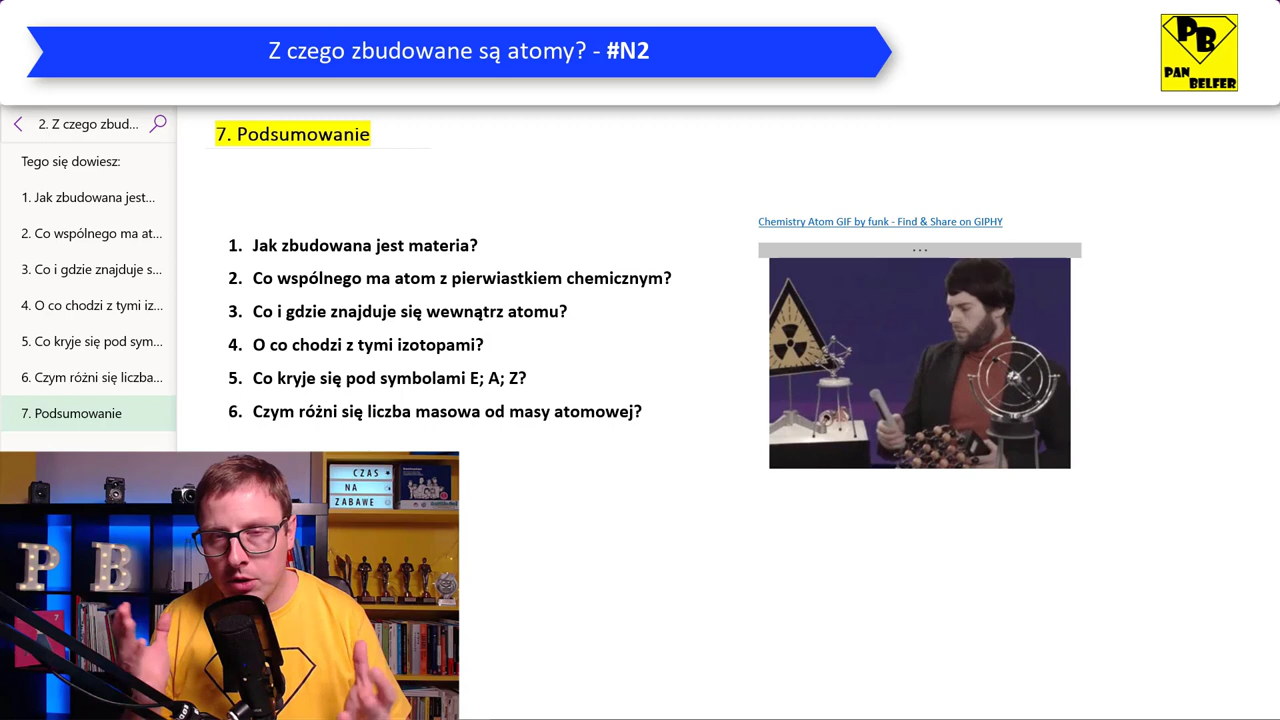 Z czego zbudowane są atomy? - #N2
PB
PAN
BELFER
2. Z czego zbud...
Tego się dowiesz:
1. Jak zbudowana jest...
2. Co wspólnego ma at...
3. Co i gdzie znajduje s...
4. O co chodzi z tymi iz...
5. Co kryje się pod sym...
6. Czym różni się liczba...
7. Podsumowanie
7. Podsumowanie
1. Jak zbudowana jest materia?
2. Co wspólnego ma atom z pierwiastkiem chemicznym?
3. Co i gdzie znajduje się wewnątrz atomu?
4. O co chodzi z tymi izotopami?
5. Co kryje się pod symbolami E; A; Z?
6. Czym różni się liczba masowa od masy atomowej?
Chemistry Atom GIF by funk - Find & Share on GIPHY
...
CZAS
NA
ZABAWE
P B